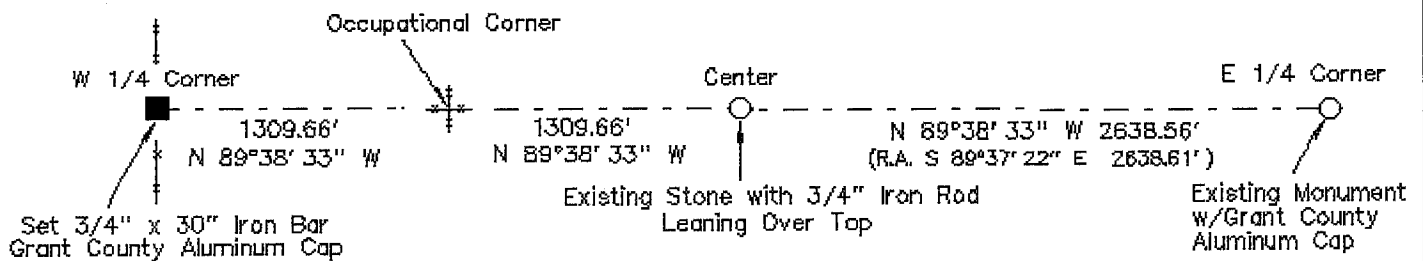 Occupational Corner
W 1/4 Corner
Center
E 1/4 Corner
1309.66'
N 89°38'33" W
1309.66'
N 89°38'33" W
N 89°38'33" W 2638.56'
(R.A. S 89°37'22" E 2638.61')
Set 3/4" x 30" Iron Bar
Grant County Aluminum Cap
Existing Stone with 3/4" Iron Rod
Leaning Over Top
Existing Monument
w/Grant County
Aluminum Cap